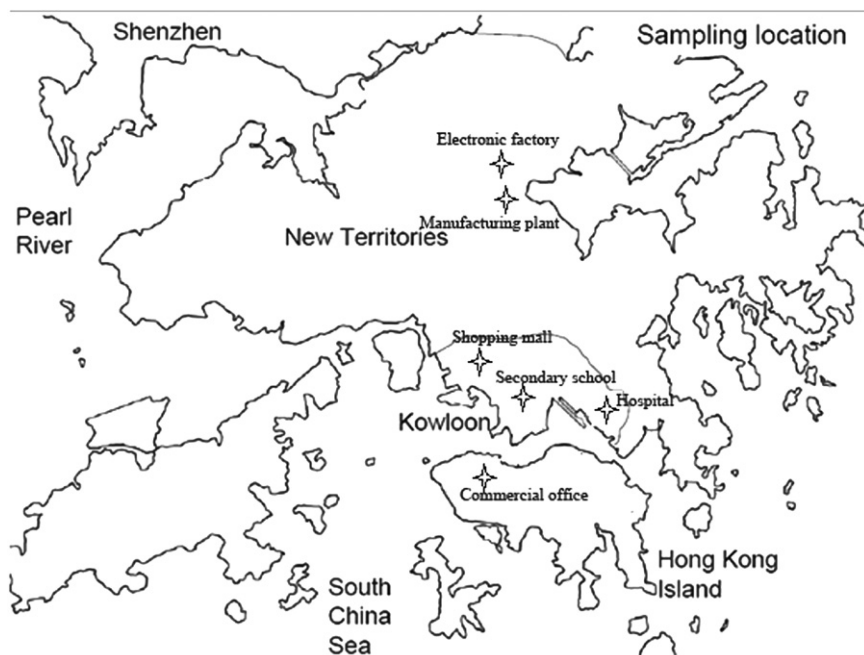 Shenzhen
Sampling location
Electronic factory
Pearl
River
Manufacturing plant
New Territories
Shopping mall
Secondary school
Hospital
Kowloon
Commercial office
Hong Kong
Island
South
China
Sea